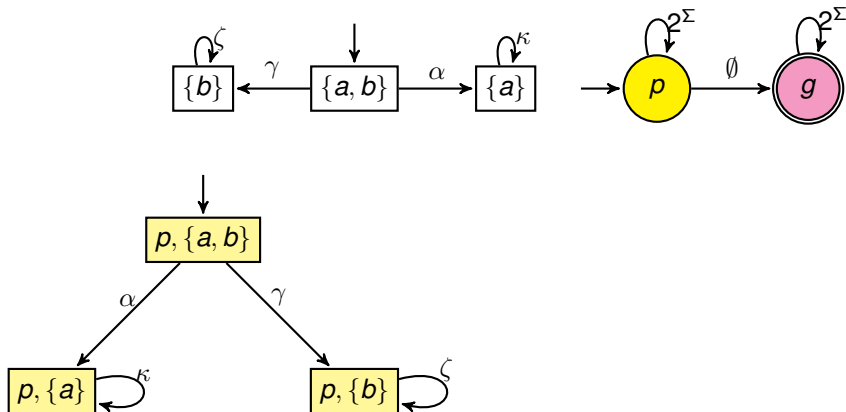 ζ κ 2^Σ 2^Σ
{b} γ {a, b} α {a} p ∅ g
p, {a, b}
α γ
p, {a} κ p, {b} ζ